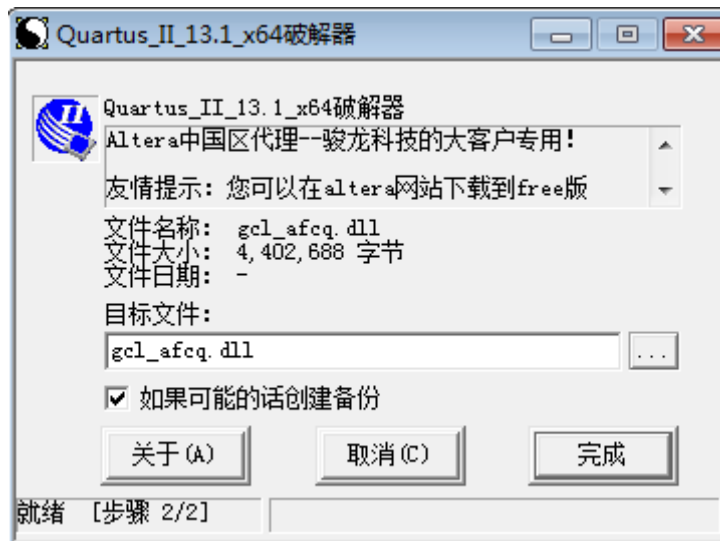 Quartus_II_13.1_x64破解器
Quartus_II_13.1_x64破解器
Altera中国区代理--骏龙科技的大客户专用!
友情提示: 您可以在altera网站下载到free版
文件名称: gcl_afcq.dll
文件大小: 4,402,688 字节
文件日期: -
目标文件:
gcl_afcq.dll
...
如果可能的话创建备份
关于(A) 取消(C) 完成
就绪 [步骤 2/2]